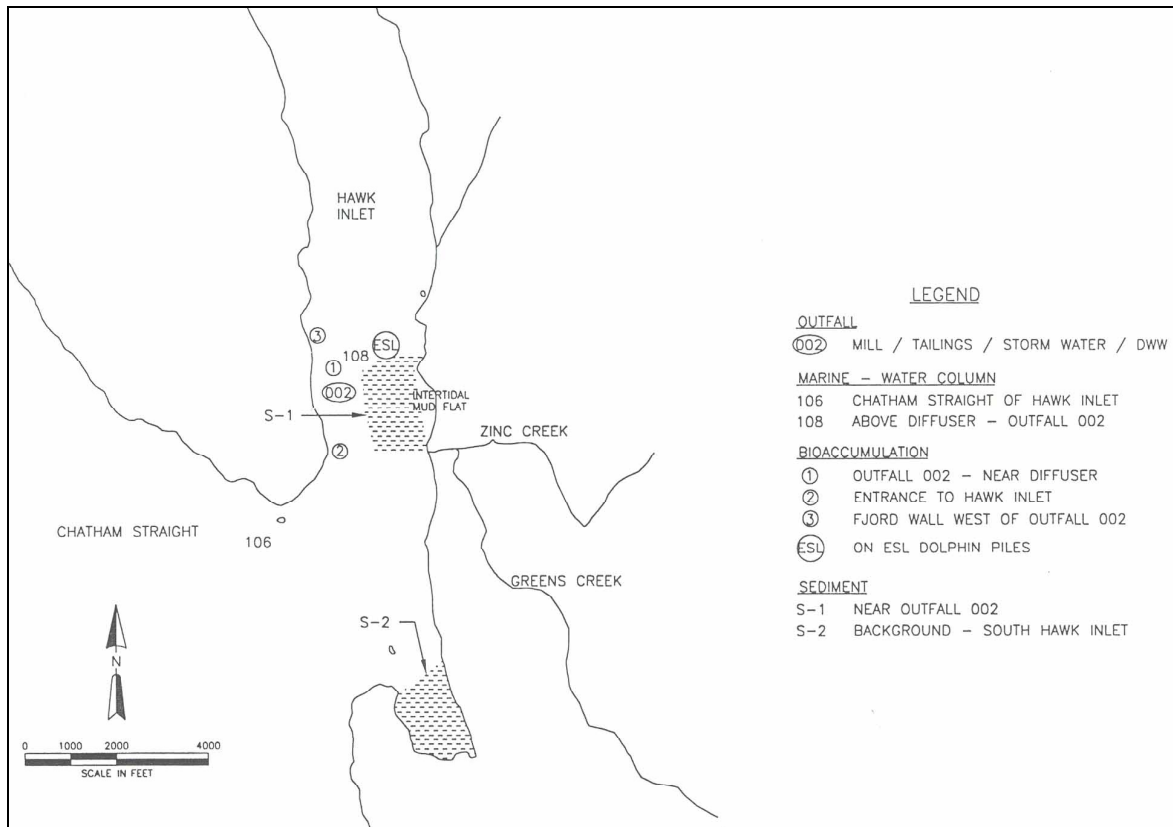 HAWK
INLET
3
ESL
108
1
002
INTERTIDAL
MUD FLAT
S-1
2
ZINC CREEK
CHATHAM STRAIGHT
106
GREENS CREEK
S-2
N
0 1000 2000 4000
SCALE IN FEET
LEGEND
OUTFALL
002 MILL / TAILINGS / STORM WATER / DWW
MARINE - WATER COLUMN
106 CHATHAM STRAIGHT OF HAWK INLET
108 ABOVE DIFFUSER - OUTFALL 002
BIOACCUMULATION
1 OUTFALL 002 - NEAR DIFFUSER
2 ENTRANCE TO HAWK INLET
3 FJORD WALL WEST OF OUTFALL 002
ESL ON ESL DOLPHIN PILES
SEDIMENT
S-1 NEAR OUTFALL 002
S-2 BACKGROUND - SOUTH HAWK INLET